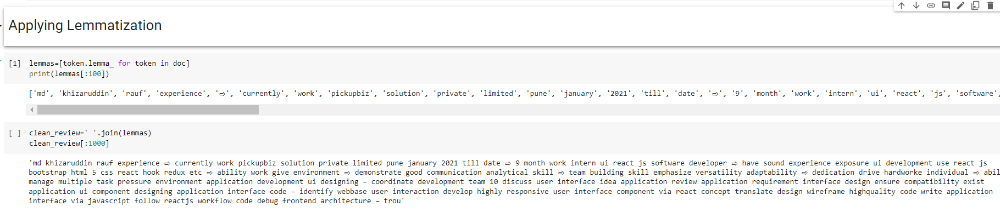 Applying Lemmatization
[1] lemmas=[token.lemma_ for token in doc]
print(lemmas[:100])
['md', 'khizaruddin', 'rauf', 'experience', '⇨', 'currently', 'work', 'pickupbiz', 'solution', 'private', 'limited', 'pune', 'january', '2021', 'till', 'date', '⇨', '9', 'month', 'work', 'intern', 'ui', 'react', 'js', 'software',
[ ] clean_review=' '.join(lemmas)
clean_review[:1000]
'md khizaruddin rauf experience ⇨ currently work pickupbiz solution private limited pune january 2021 till date ⇨ 9 month work intern ui react js software developer ⇨ have sound experience exposure ui development use react js
bootstrap html 5 css react hook redux etc ⇨ ability work give environment ⇨ demonstrate good communication analytical skill ⇨ team building skill emphasize versatility adaptability ⇨ dedication drive hardworke individual ⇨ abil
manage multiple task pressure environment application development ui designing – coordinate development team 10 discuss user interface idea application review application requirement interface design ensure compatibility exist
application ui component designing application interface code – identify webbase user interaction develop highly responsive user interface component via react concept translate design wireframe highquality code write application
interface via javascript follow reactjs workflow code debug frontend architecture – trou'